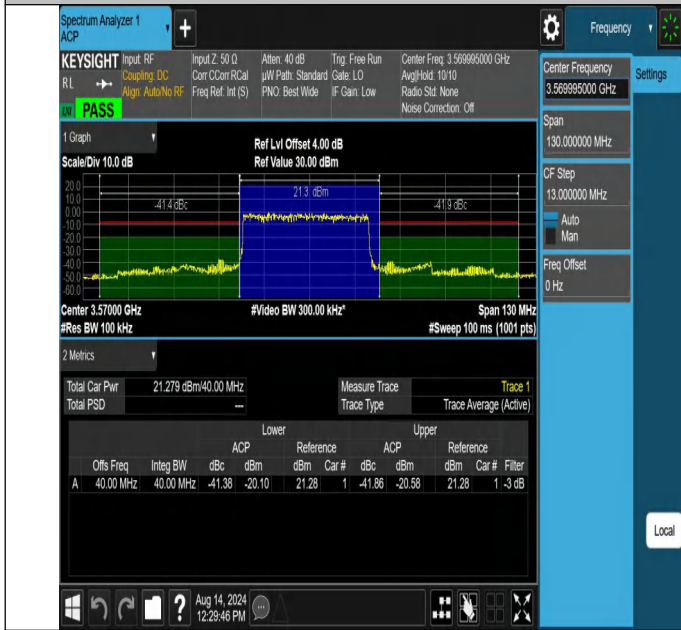 Spectrum Analyzer 1
ACP
Frequency
KEYSIGHT
RL
PASS
Input: RF
Coupling: DC
Align: Auto/No RF
Input Z: 50 Ω
Corr CCorr RCal
Freq Ref: Int (S)
Atten: 40 dB
µW Path: Standard
PNO: Best Wide
Trig: Free Run
Gate: LO
IF Gain: Low
Center Freq: 3.569995000 GHz
Avg|Hold: 10/10
Radio Std: None
Noise Correction: Off
Center Frequency
3.569995000 GHz
Settings
Span
130.000000 MHz
CF Step
13.000000 MHz
Auto
Man
Freq Offset
0 Hz
1 Graph
Scale/Div 10.0 dB
Ref Lvl Offset 4.00 dB
Ref Value 30.00 dBm
20.0
10.0
0.00
-10.0
-20.0
-30.0
-40.0
-50.0
-60.0
-41.4 dBc
21.3 dBm
-41.9 dBc
Center 3.57000 GHz
#Video BW 300.00 kHz*
Span 130 MHz
#Res BW 100 kHz
#Sweep 100 ms (1001 pts)
2 Metrics
Total Car Pwr 21.279 dBm/40.00 MHz
Total PSD ---
Measure Trace Trace 1
Trace Type Trace Average (Active)
Lower Upper
ACP Reference ACP Reference
Offs Freq Integ BW dBc dBm dBm Car # dBc dBm dBm Car # Filter
A 40.00 MHz 40.00 MHz -41.38 -20.10 21.28 1 -41.86 -20.58 21.28 1 -3 dB
Local
?
Aug 14, 2024
12:29:46 PM